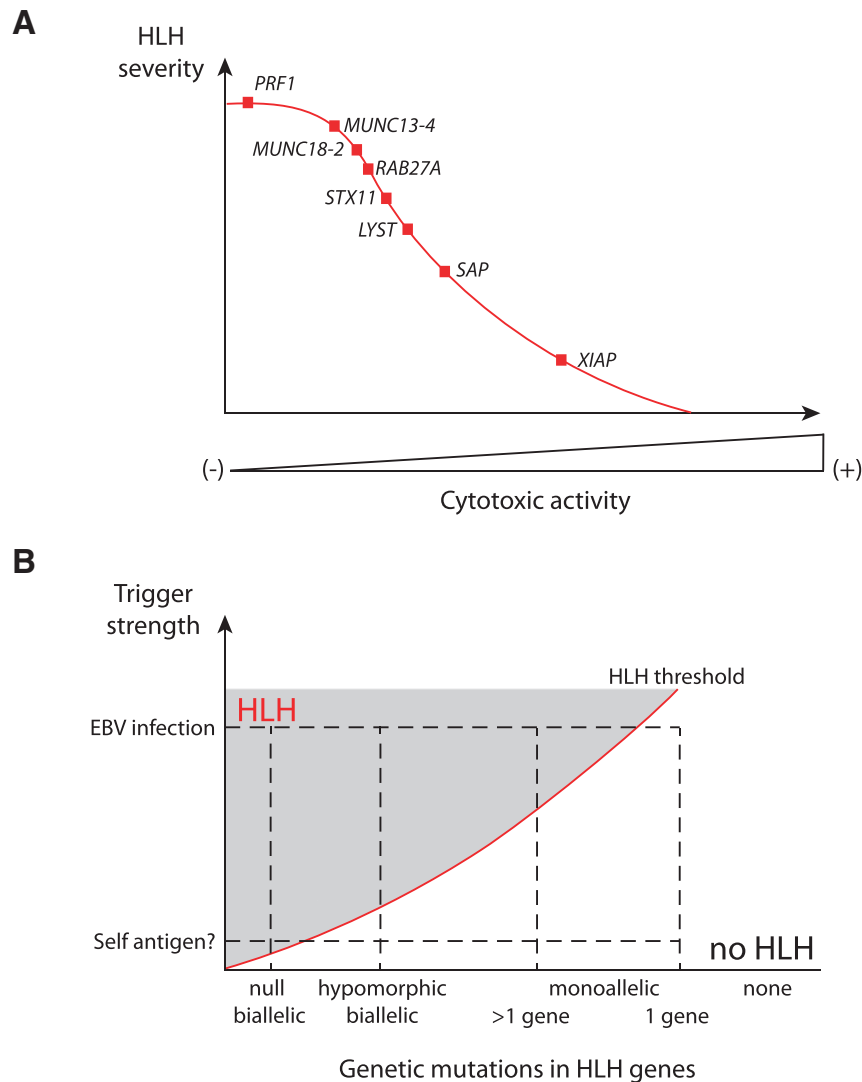 A
HLH
severity
PRF1
MUNC13-4
MUNC18-2
RAB27A
STX11
LYST
SAP
XIAP
(-)
(+)
Cytotoxic activity
B
Trigger
strength
HLH threshold
HLH
EBV infection
Self antigen?
no HLH
null hypomorphic monoallelic none
biallelic biallelic >1 gene 1 gene
Genetic mutations in HLH genes